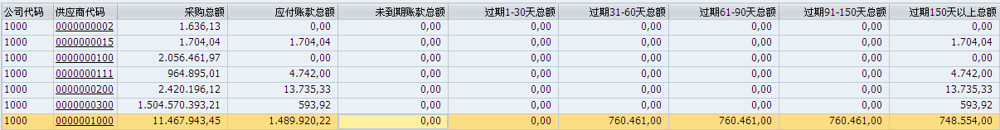 公司代码 供应商代码 采购总额 应付账款总额 未到期账款总额 过期1-30天总额 过期31-60天总额 过期61-90天总额 过期91-150天总额 过期150天以上总额
1000 0000000002 1.636,13 0,00 0,00 0,00 0,00 0,00 0,00 0,00
1000 0000000015 1.704,04 1.704,04 0,00 0,00 0,00 0,00 0,00 1.704,04
1000 0000000100 2.056.461,97 0,00 0,00 0,00 0,00 0,00 0,00 0,00
1000 0000000111 964.895,01 4.742,00 0,00 0,00 0,00 0,00 0,00 4.742,00
1000 0000000200 2.420.196,12 13.735,33 0,00 0,00 0,00 0,00 0,00 13.735,33
1000 0000000300 1.504.570.393,21 593,92 0,00 0,00 0,00 0,00 0,00 593,92
1000 0000001000 11.467.943,45 1.489.920,22 0,00 0,00 760.461,00 760.461,00 760.461,00 748.554,00